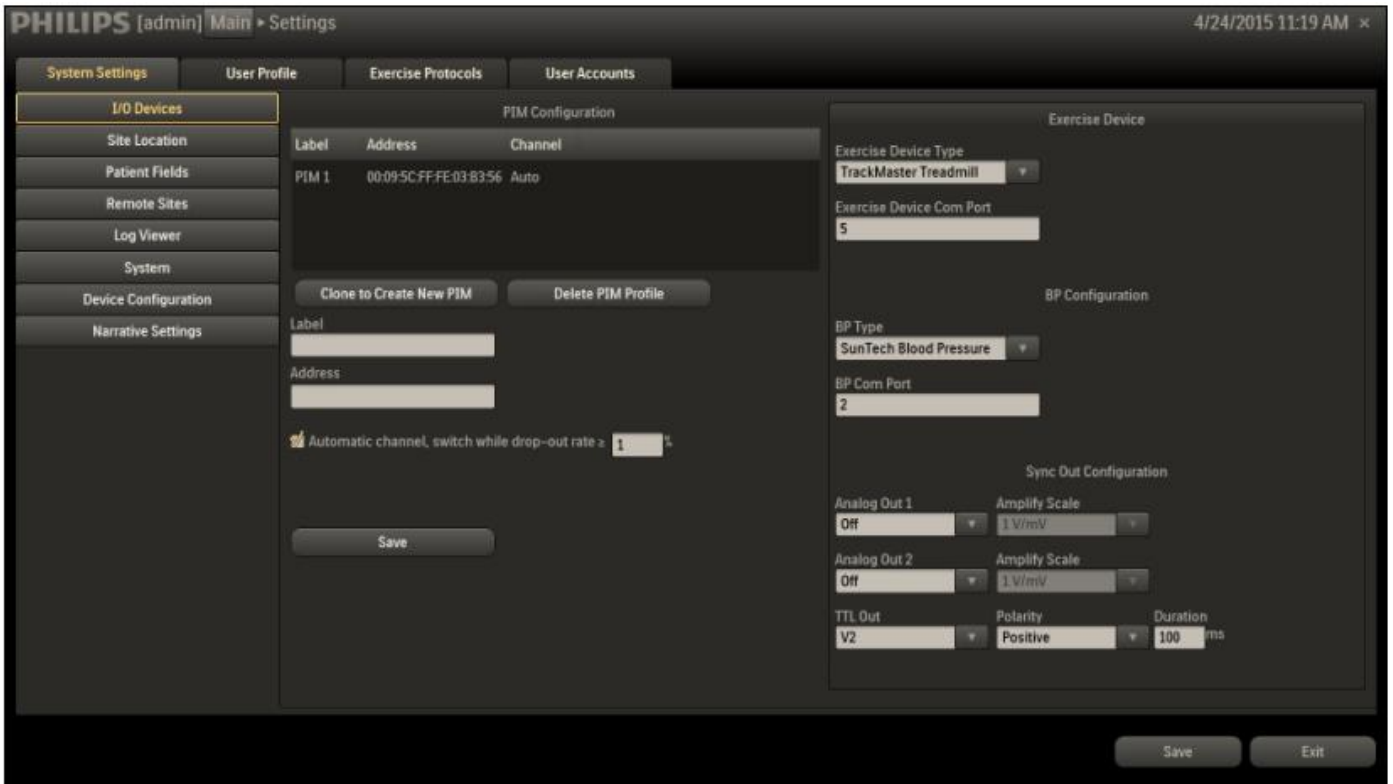 PHILIPS [admin] Main ▸ Settings 4/24/2015 11:19 AM ×
System Settings User Profile Exercise Protocols User Accounts
I/O Devices
Site Location
Patient Fields
Remote Sites
Log Viewer
System
Device Configuration
Narrative Settings
PIM Configuration
Label Address Channel
PIM 1 00:09:5C:FF:FE:03:B3:56 Auto
Clone to Create New PIM Delete PIM Profile
Label
Address
Automatic channel, switch while drop-out rate ≥ 1 %
Save
Exercise Device
Exercise Device Type
TrackMaster Treadmill
Exercise Device Com Port
5
BP Configuration
BP Type
SunTech Blood Pressure
BP Com Port
2
Sync Out Configuration
Analog Out 1 Amplify Scale
Off 1 V/mV
Analog Out 2 Amplify Scale
Off 1 V/mV
TTL Out Polarity Duration
V2 Positive 100 ms
Save Exit